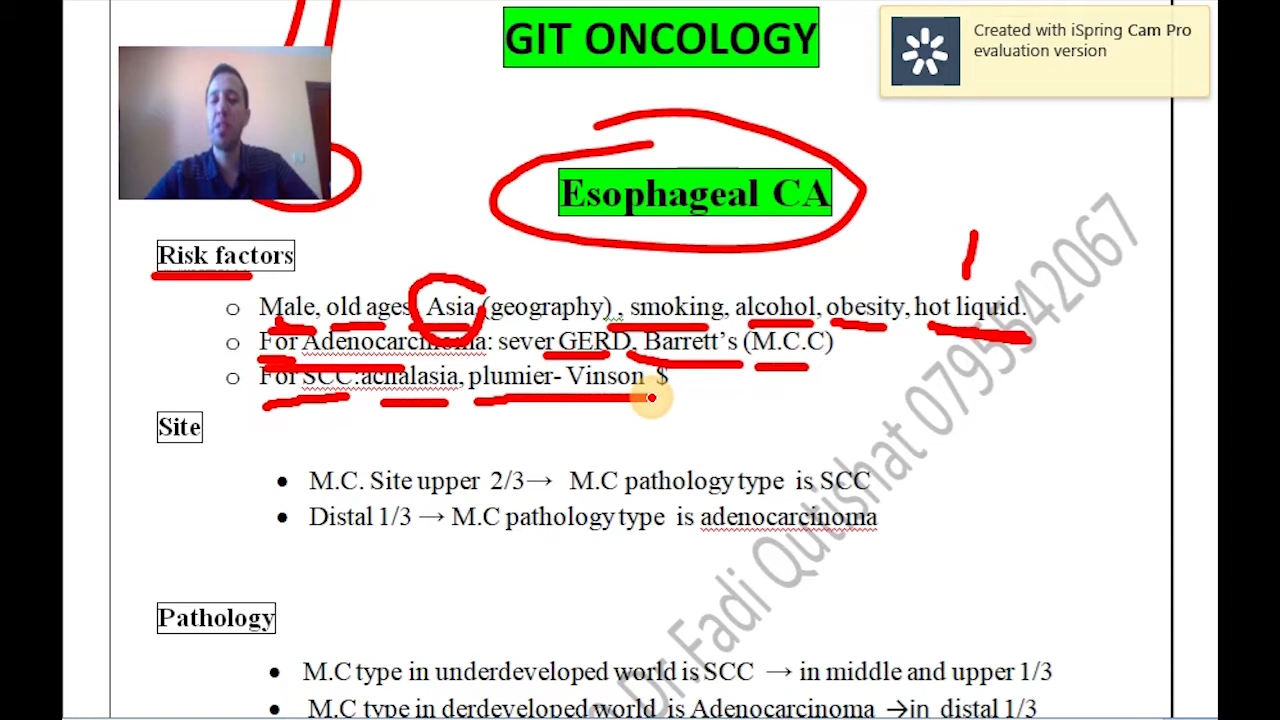 GIT ONCOLOGY
Created with iSpring Cam Pro
evaluation version
Esophageal CA
Risk factors
o Male, old ages, Asia (geography) , smoking, alcohol, obesity, hot liquid.
o For Adenocarcinoma: sever GERD, Barrett's (M.C.C)
o For SCC:achalasia, plumier- Vinson $
Site
• M.C. Site upper 2/3→ M.C pathology type is SCC
• Distal 1/3 → M.C pathology type is adenocarcinoma
Pathology
• M.C type in underdeveloped world is SCC → in middle and upper 1/3
• M.C type in derdeveloped world is Adenocarcinoma →in distal 1/3
Dr Fadi Qutishat 0795542067